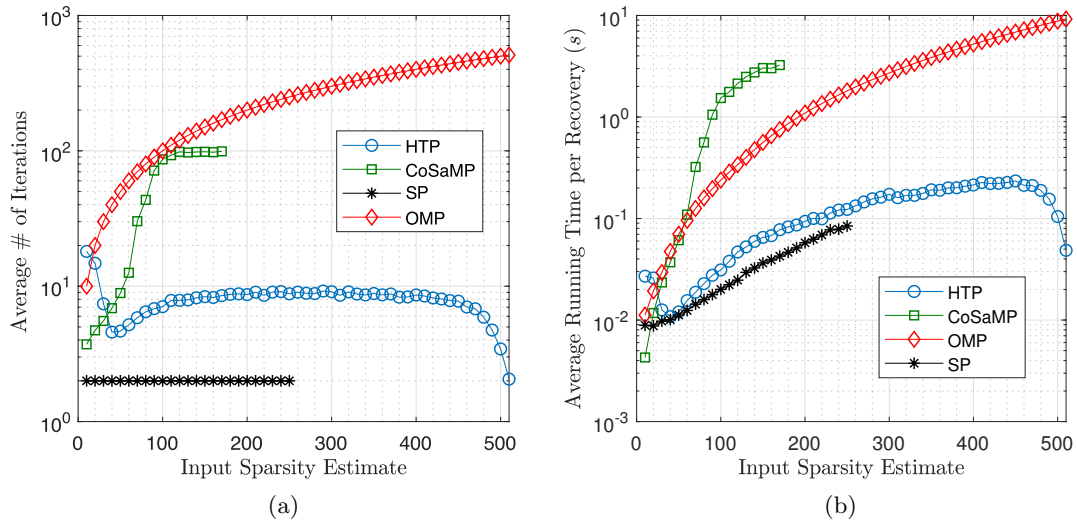 10^3
10^2
10^1
10^0
Average # of Iterations
HTP
CoSaMP
SP
OMP
0 100 200 300 400 500
Input Sparsity Estimate
(a)
10^1
10^0
10^-1
10^-2
10^-3
Average Running Time per Recovery (s)
HTP
CoSaMP
OMP
SP
0 100 200 300 400 500
Input Sparsity Estimate
(b)